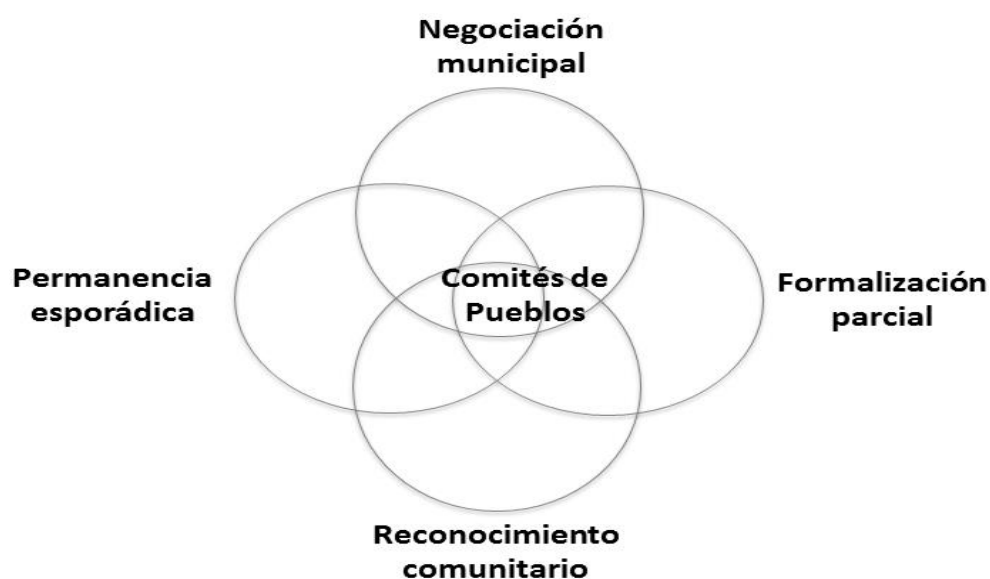 Negociación
municipal
Permanencia
esporádica
Comités de
Pueblos
Formalización
parcial
Reconocimiento
comunitario